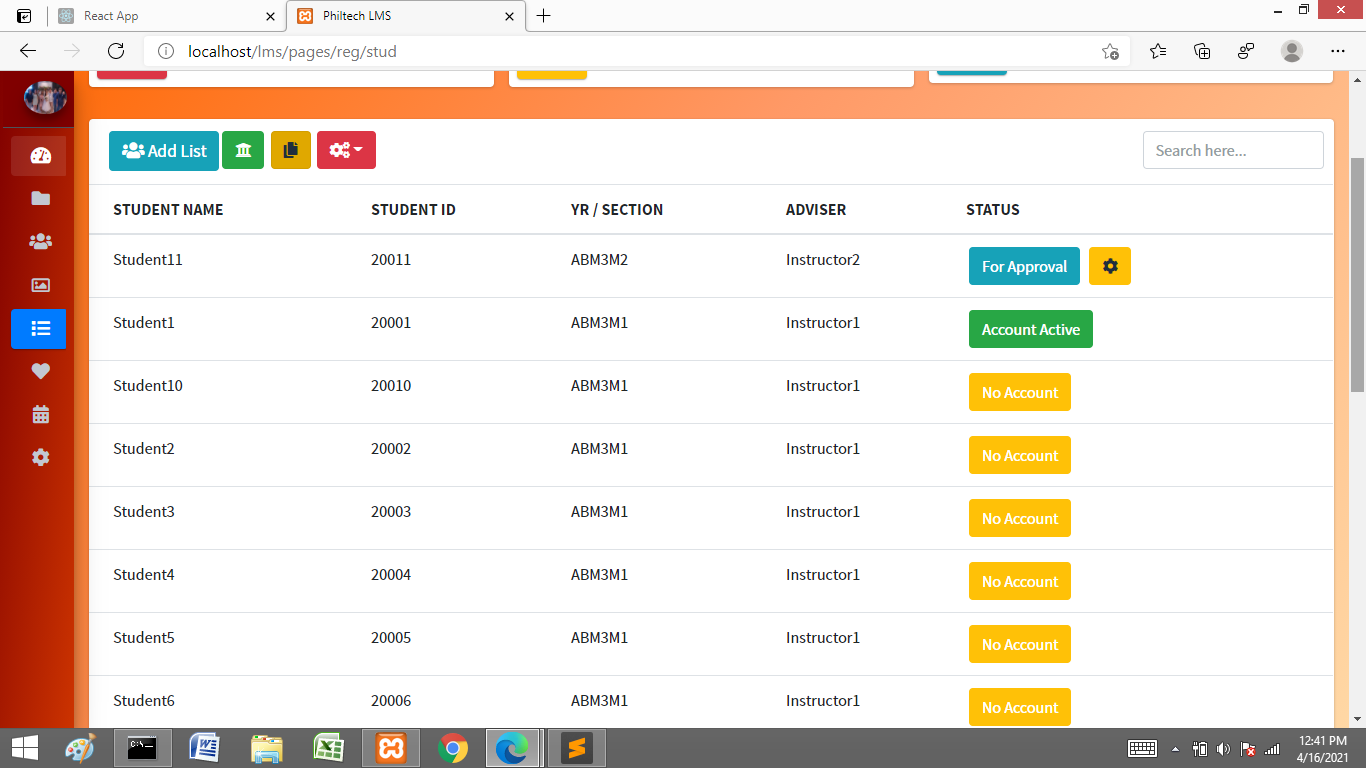 React App
Philtech LMS
localhost/lms/pages/reg/stud
Add List
Search here...
STUDENT NAME STUDENT ID YR / SECTION ADVISER STATUS
Student11 20011 ABM3M2 Instructor2 For Approval
Student1 20001 ABM3M1 Instructor1 Account Active
Student10 20010 ABM3M1 Instructor1 No Account
Student2 20002 ABM3M1 Instructor1 No Account
Student3 20003 ABM3M1 Instructor1 No Account
Student4 20004 ABM3M1 Instructor1 No Account
Student5 20005 ABM3M1 Instructor1 No Account
Student6 20006 ABM3M1 Instructor1 No Account
12:41 PM
4/16/2021